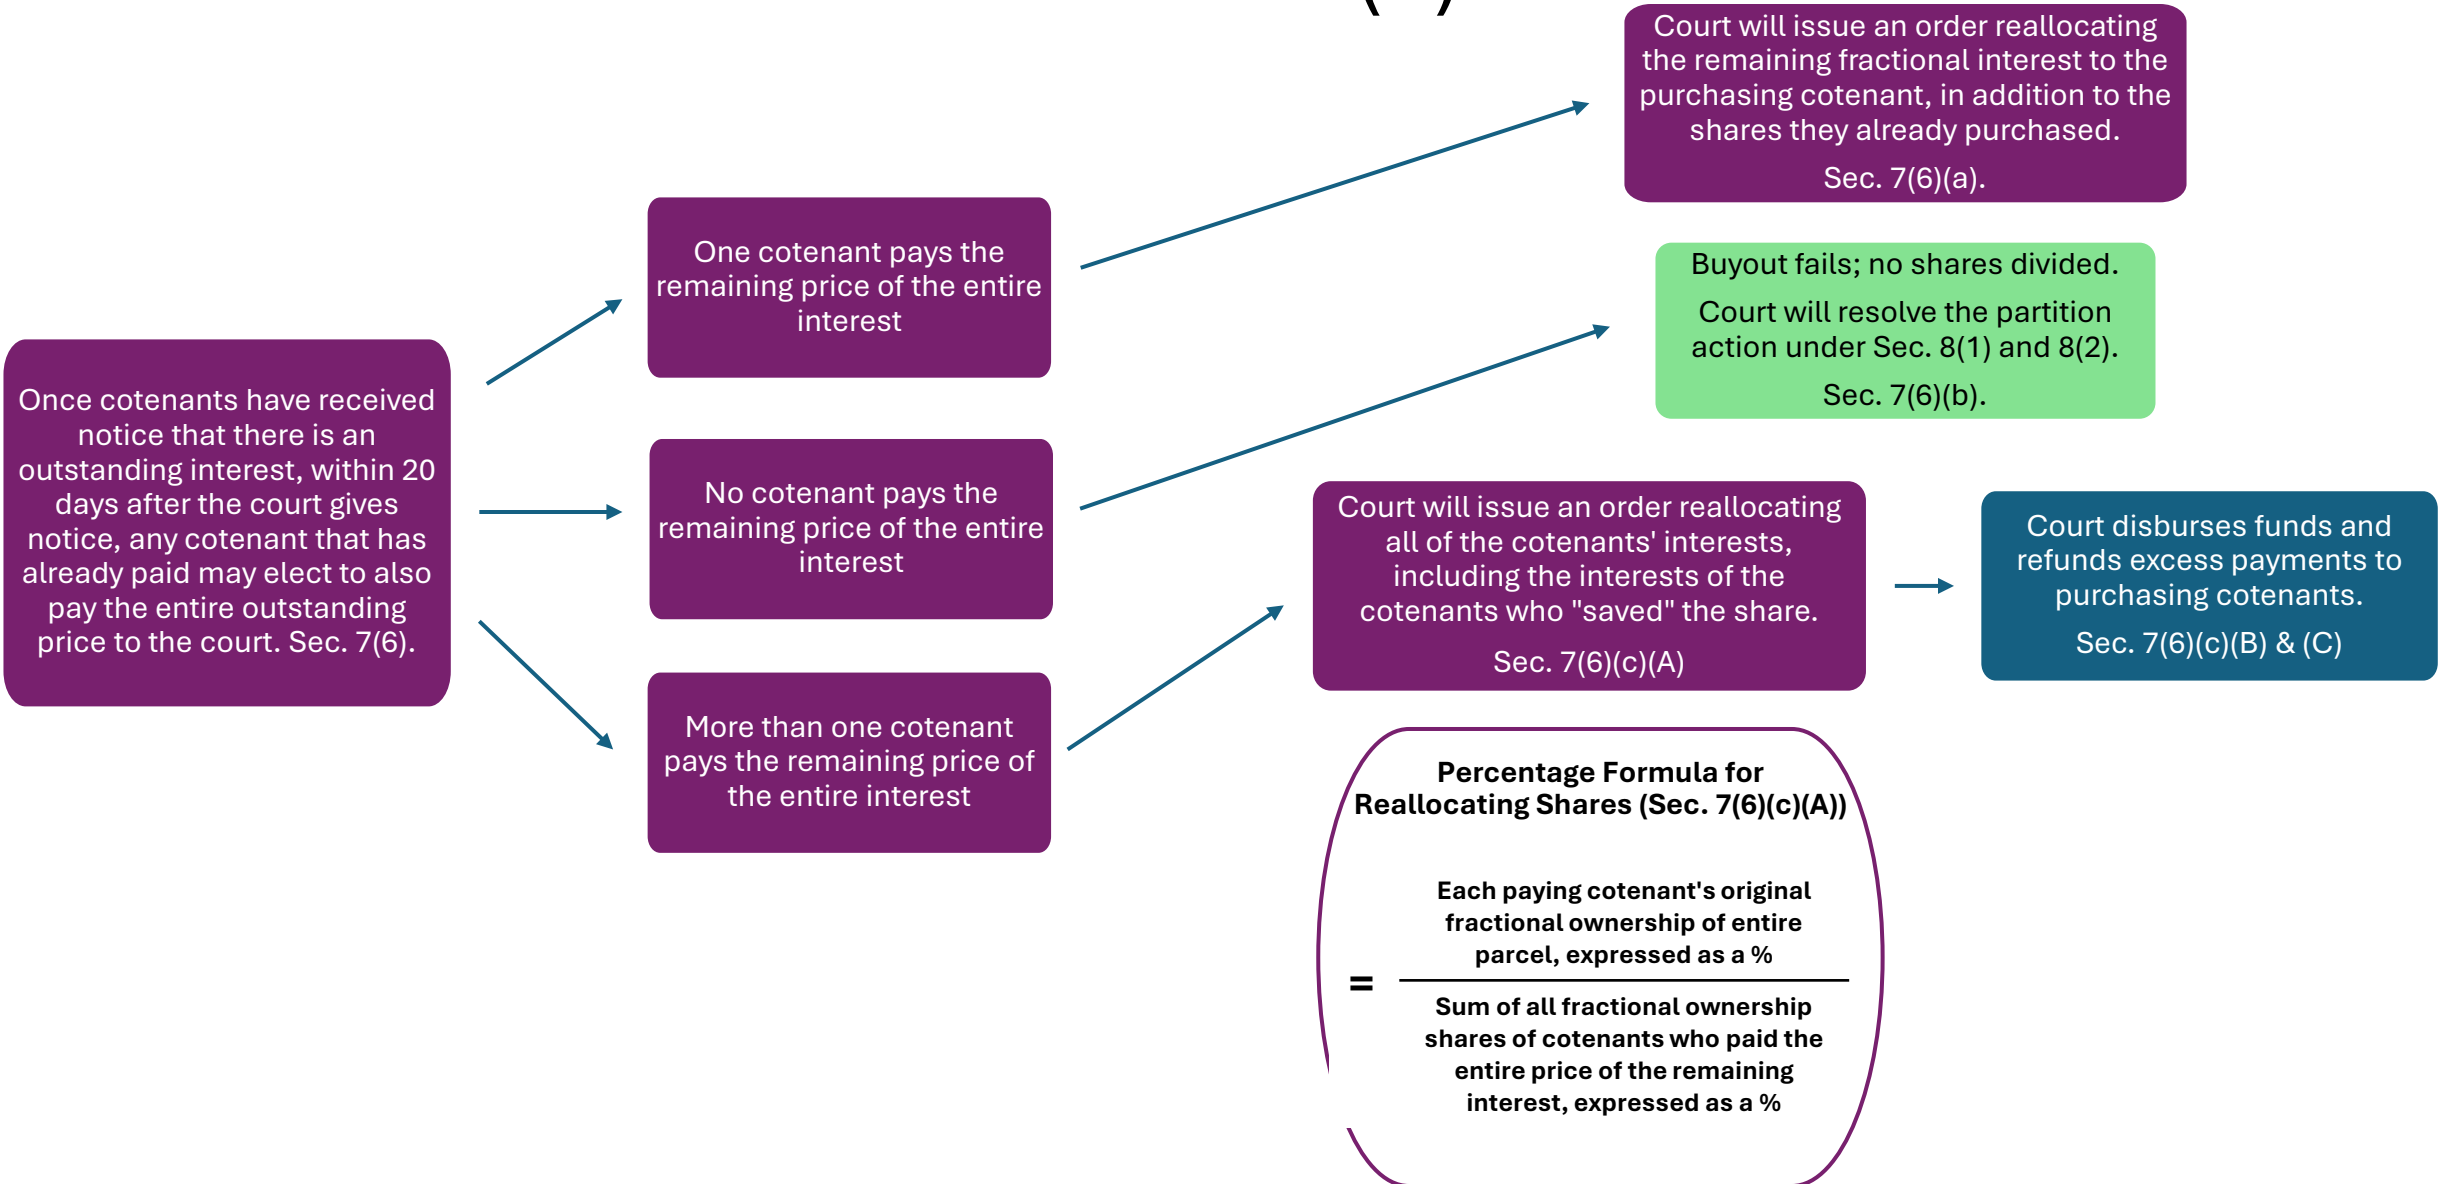 Once cotenants have received
notice that there is an
outstanding interest, within 20
days after the court gives
notice, any cotenant that has
already paid may elect to also
pay the entire outstanding
price to the court. Sec. 7(6).
One cotenant pays the
remaining price of the entire
interest
No cotenant pays the
remaining price of the entire
interest
More than one cotenant
pays the remaining price of
the entire interest
Court will issue an order reallocating
the remaining fractional interest to the
purchasing cotenant, in addition to the
shares they already purchased.
Sec. 7(6)(a).
Buyout fails; no shares divided.
Court will resolve the partition
action under Sec. 8(1) and 8(2).
Sec. 7(6)(b).
Court will issue an order reallocating
all of the cotenants' interests,
including the interests of the
cotenants who "saved" the share.
Sec. 7(6)(c)(A)
Court disburses funds and
refunds excess payments to
purchasing cotenants.
Sec. 7(6)(c)(B) & (C)
Percentage Formula for
Reallocating Shares (Sec. 7(6)(c)(A))
Each paying cotenant's original
fractional ownership of entire
parcel, expressed as a %
=
Sum of all fractional ownership
shares of cotenants who paid the
entire price of the remaining
interest, expressed as a %